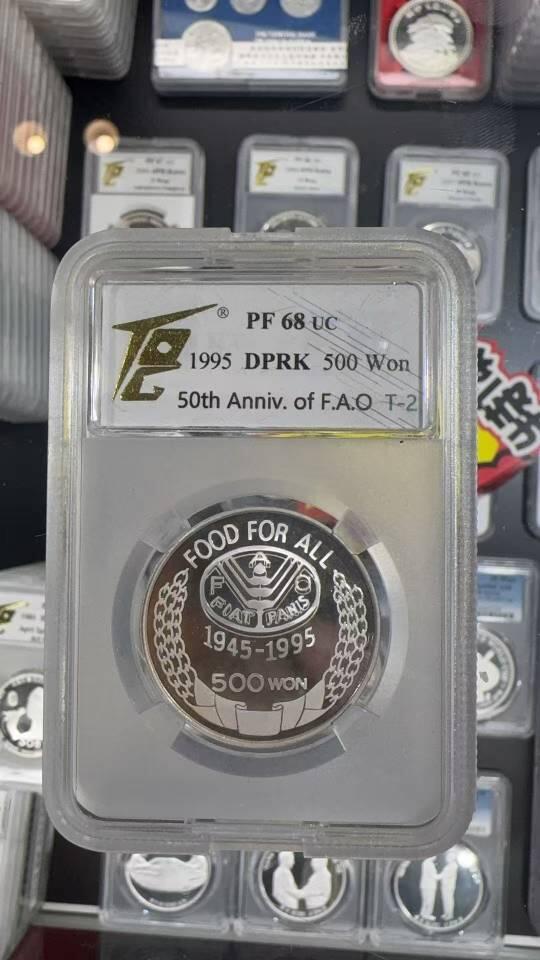 ®
PF 68 UC
1995 DPRK 500 Won
50th Anniv. of F.A.O T-2
FOOD FOR ALL
F A O
FIAT PANIS
1945-1995
500 WON